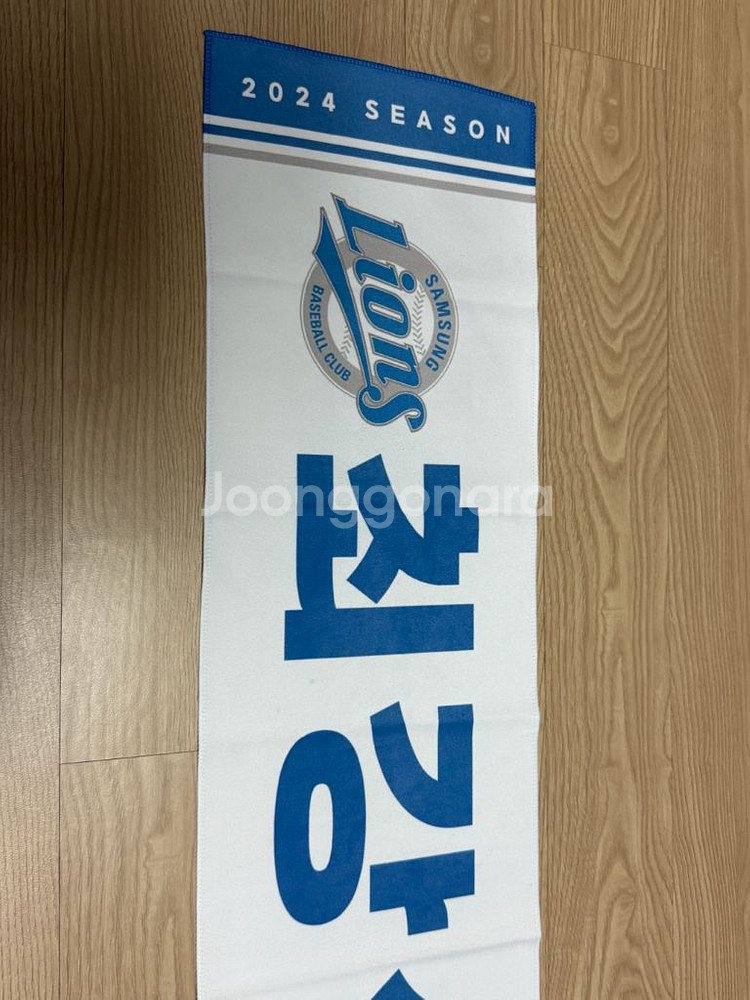 2024 SEASON
Lions
SAMSUNG
BASEBALL CLUB
Joonggonara
최강